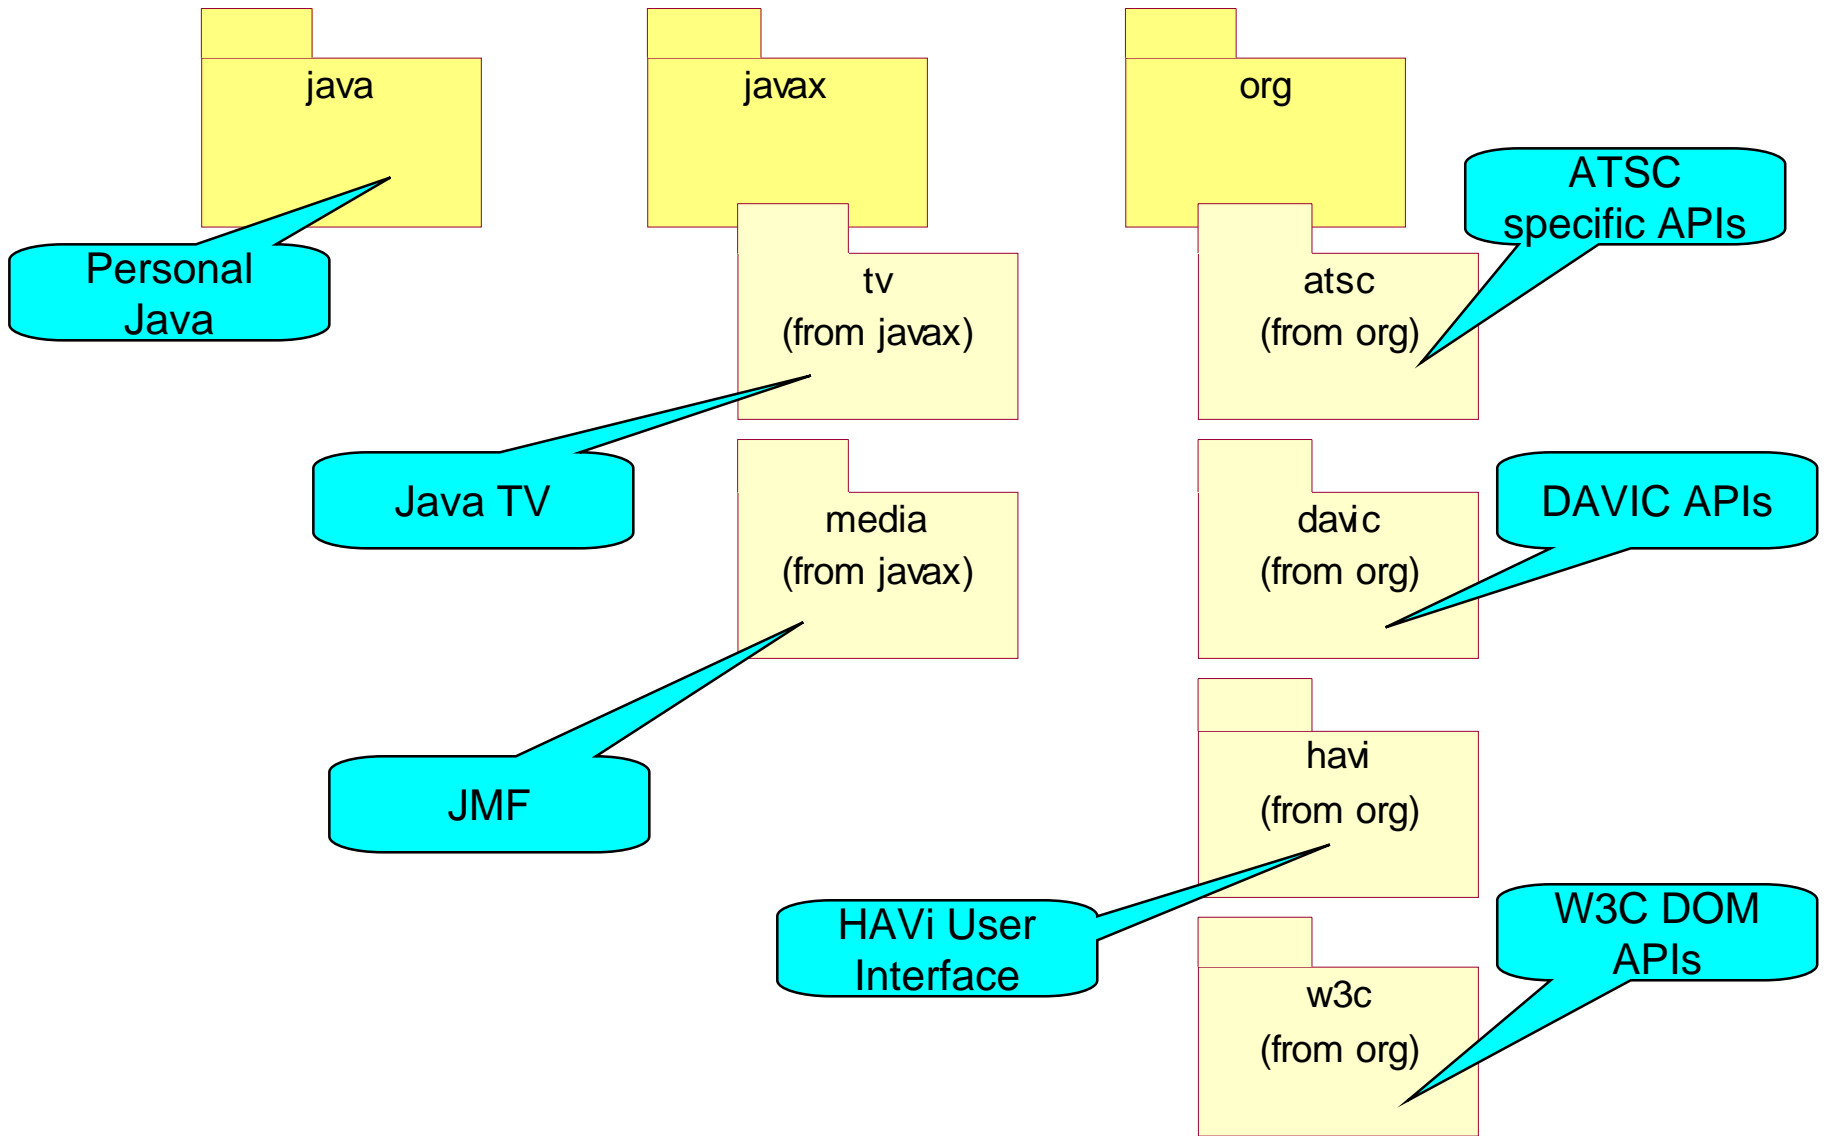 java
javax
org
ATSC
specific APIs
Personal
Java
tv
(from javax)
atsc
(from org)
Java TV
media
(from javax)
davic
(from org)
DAVIC APIs
JMF
havi
(from org)
HAVi User
Interface
W3C DOM
APIs
w3c
(from org)